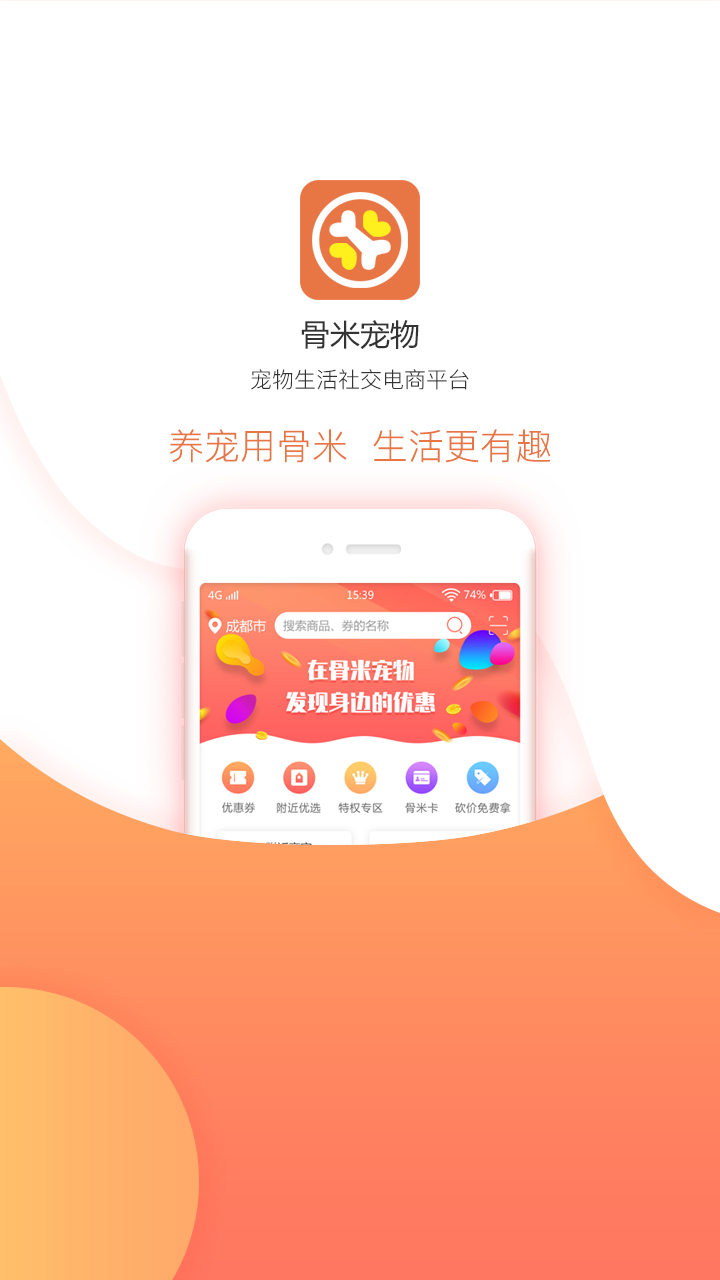 骨米宠物
宠物生活社交电商平台
养宠用骨米 生活更有趣
4G 15:39 74%
成都市 搜索商品、券的名称
在骨米宠物
发现身边的优惠
优惠券 附近优选 特权专区 骨米卡 砍价免费拿